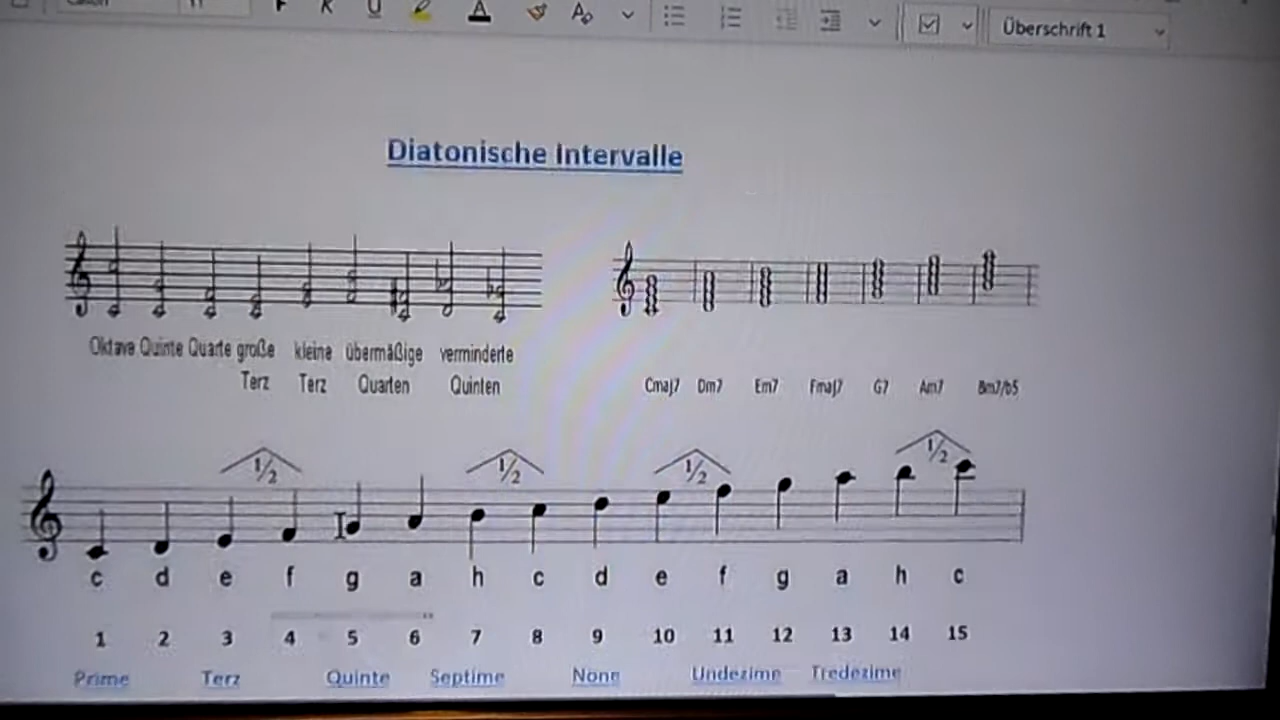 F K U A
Überschrift 1
Diatonische Intervalle
Oktave Quinte Quarte große kleine übermäßige verminderte
Terz Terz Quarten Quinten
Cmaj7 Dm7 Em7 Fmaj7 G7 Am7 Bm7/b5
1/2 1/2 1/2 1/2
c d e f g a h c d e f g a h c
1 2 3 4 5 6 7 8 9 10 11 12 13 14 15
Prime Terz Quinte Septime None Undezime Tredezime